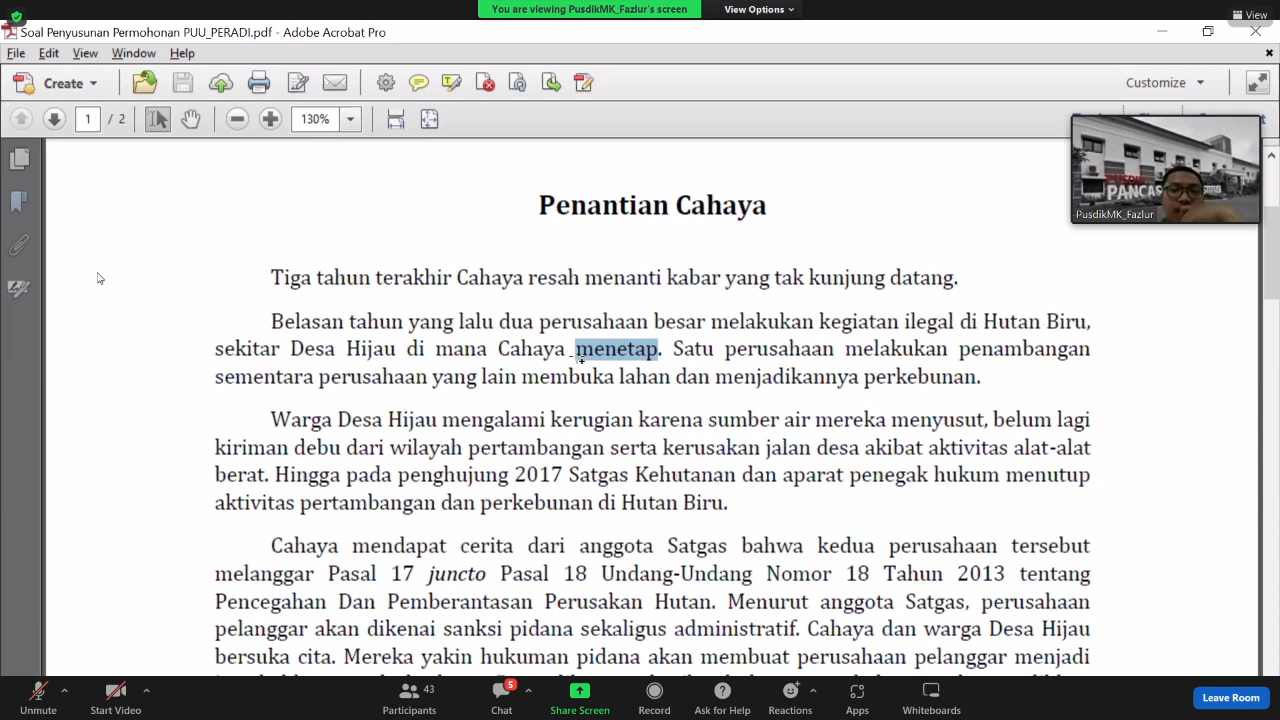 You are viewing PusdikMK_Fazlur's screen
View Options
View
Soal Penyusunan Permohonan PUU_PERADI.pdf - Adobe Acrobat Pro
File Edit View Window Help
Create
Customize
1 / 2
130%
PANCAS
PusdikMK_Fazlur
Penantian Cahaya
Tiga tahun terakhir Cahaya resah menanti kabar yang tak kunjung datang.
Belasan tahun yang lalu dua perusahaan besar melakukan kegiatan ilegal di Hutan Biru,
sekitar Desa Hijau di mana Cahaya menetap. Satu perusahaan melakukan penambangan
sementara perusahaan yang lain membuka lahan dan menjadikannya perkebunan.
Warga Desa Hijau mengalami kerugian karena sumber air mereka menyusut, belum lagi
kiriman debu dari wilayah pertambangan serta kerusakan jalan desa akibat aktivitas alat-alat
berat. Hingga pada penghujung 2017 Satgas Kehutanan dan aparat penegak hukum menutup
aktivitas pertambangan dan perkebunan di Hutan Biru.
Cahaya mendapat cerita dari anggota Satgas bahwa kedua perusahaan tersebut
melanggar Pasal 17 juncto Pasal 18 Undang-Undang Nomor 18 Tahun 2013 tentang
Pencegahan Dan Pemberantasan Perusakan Hutan. Menurut anggota Satgas, perusahaan
pelanggar akan dikenai sanksi pidana sekaligus administratif. Cahaya dan warga Desa Hijau
bersuka cita. Mereka yakin hukuman pidana akan membuat perusahaan pelanggar menjadi
Unmute
Start Video
43
Participants
5
Chat
Share Screen
Record
Ask for Help
Reactions
Apps
Whiteboards
Leave Room